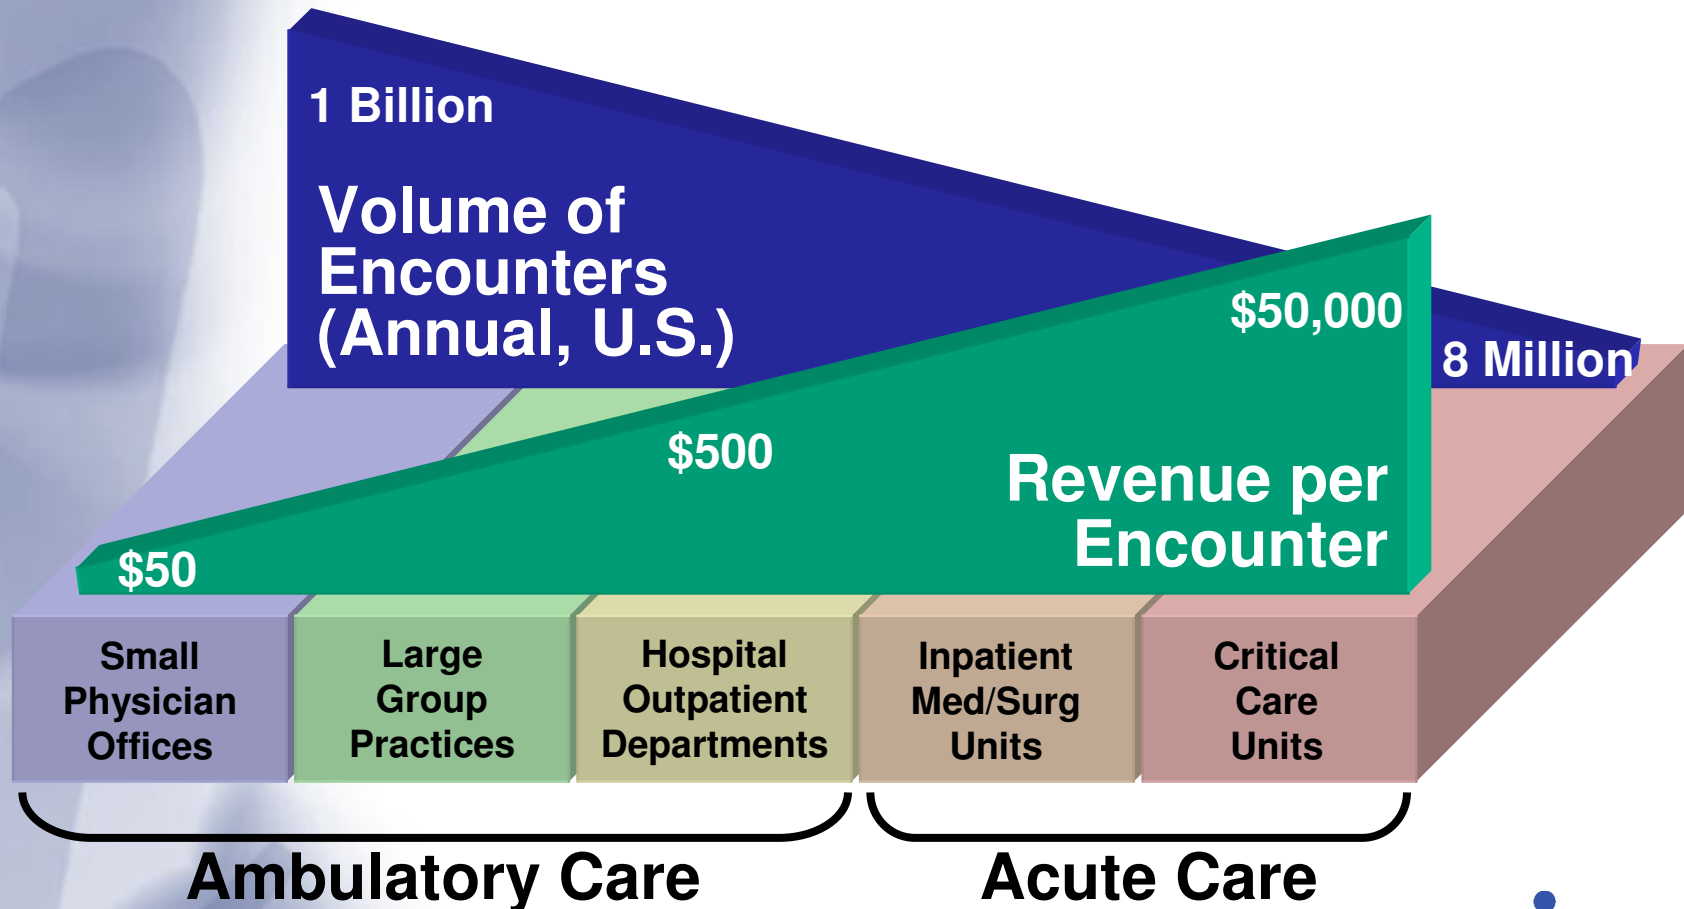 1 Billion
Volume of
Encounters
(Annual, U.S.)
$50,000
8 Million
$500
Revenue per
Encounter
$50
Small
Physician
Offices
Large
Group
Practices
Hospital
Outpatient
Departments
Inpatient
Med/Surg
Units
Critical
Care
Units
Ambulatory Care
Acute Care